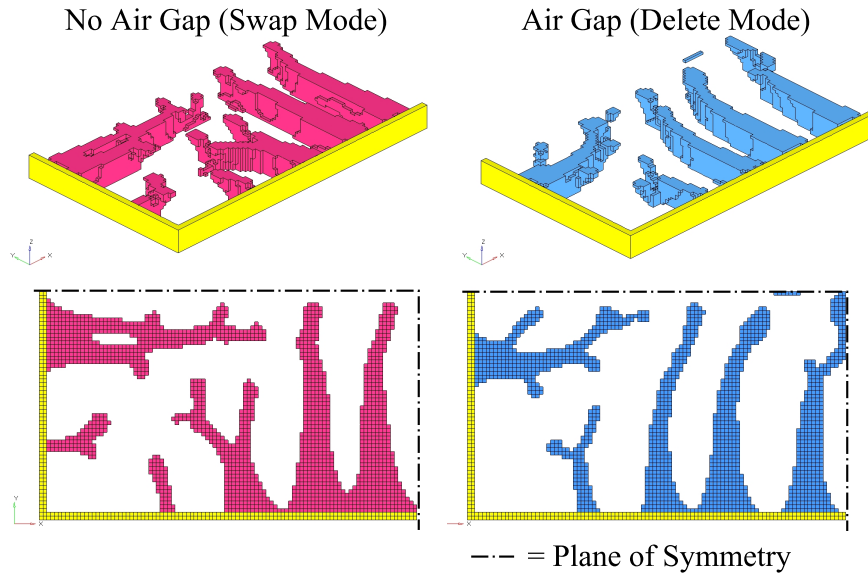 No Air Gap (Swap Mode)
Air Gap (Delete Mode)
Z
Y
X
Z
Y
X
Y
X
Y
X
= Plane of Symmetry